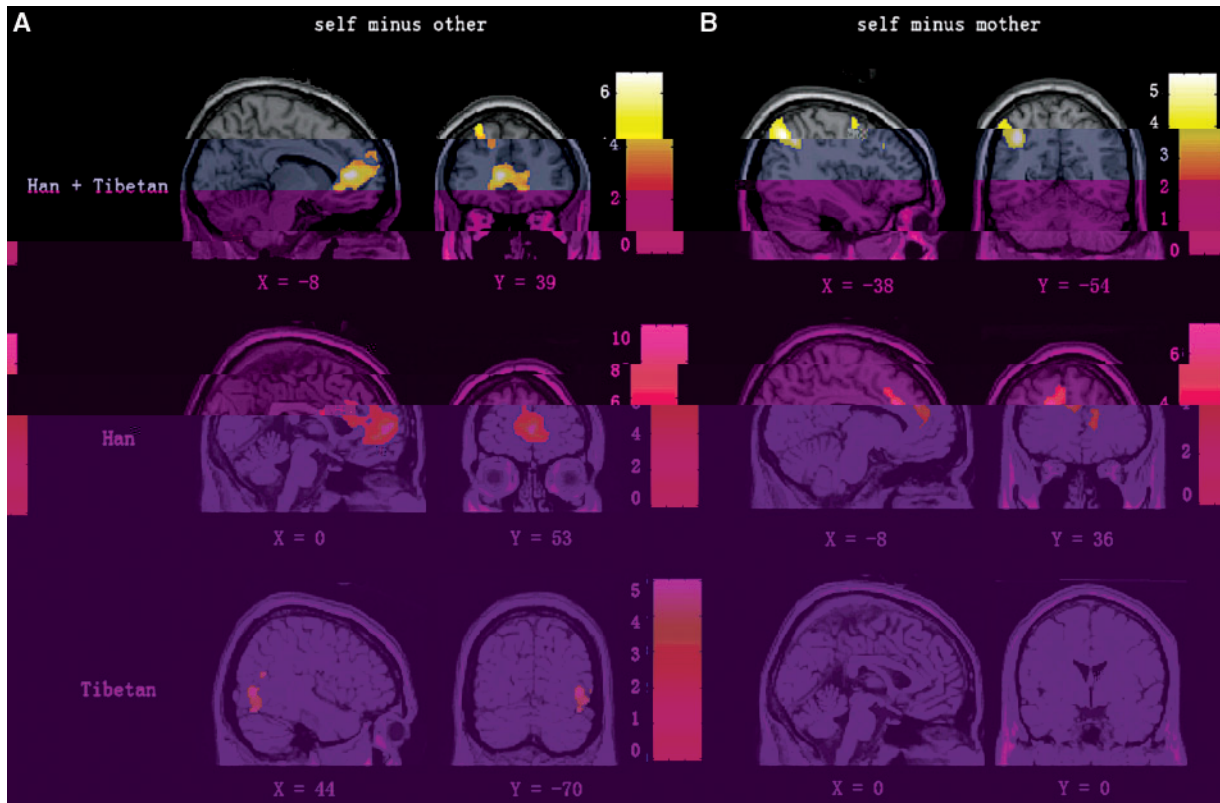 A self minus other
B self minus mother
Han + Tibetan
6
4
2
0
X = -8 Y = 39
5
4
3
2
1
0
X = -38 Y = -54
Han
10
8
6
4
2
0
X = 0 Y = 53
6
4
2
0
X = -8 Y = 36
Tibetan
5
4
3
2
1
0
X = 44 Y = -70
X = 0 Y = 0